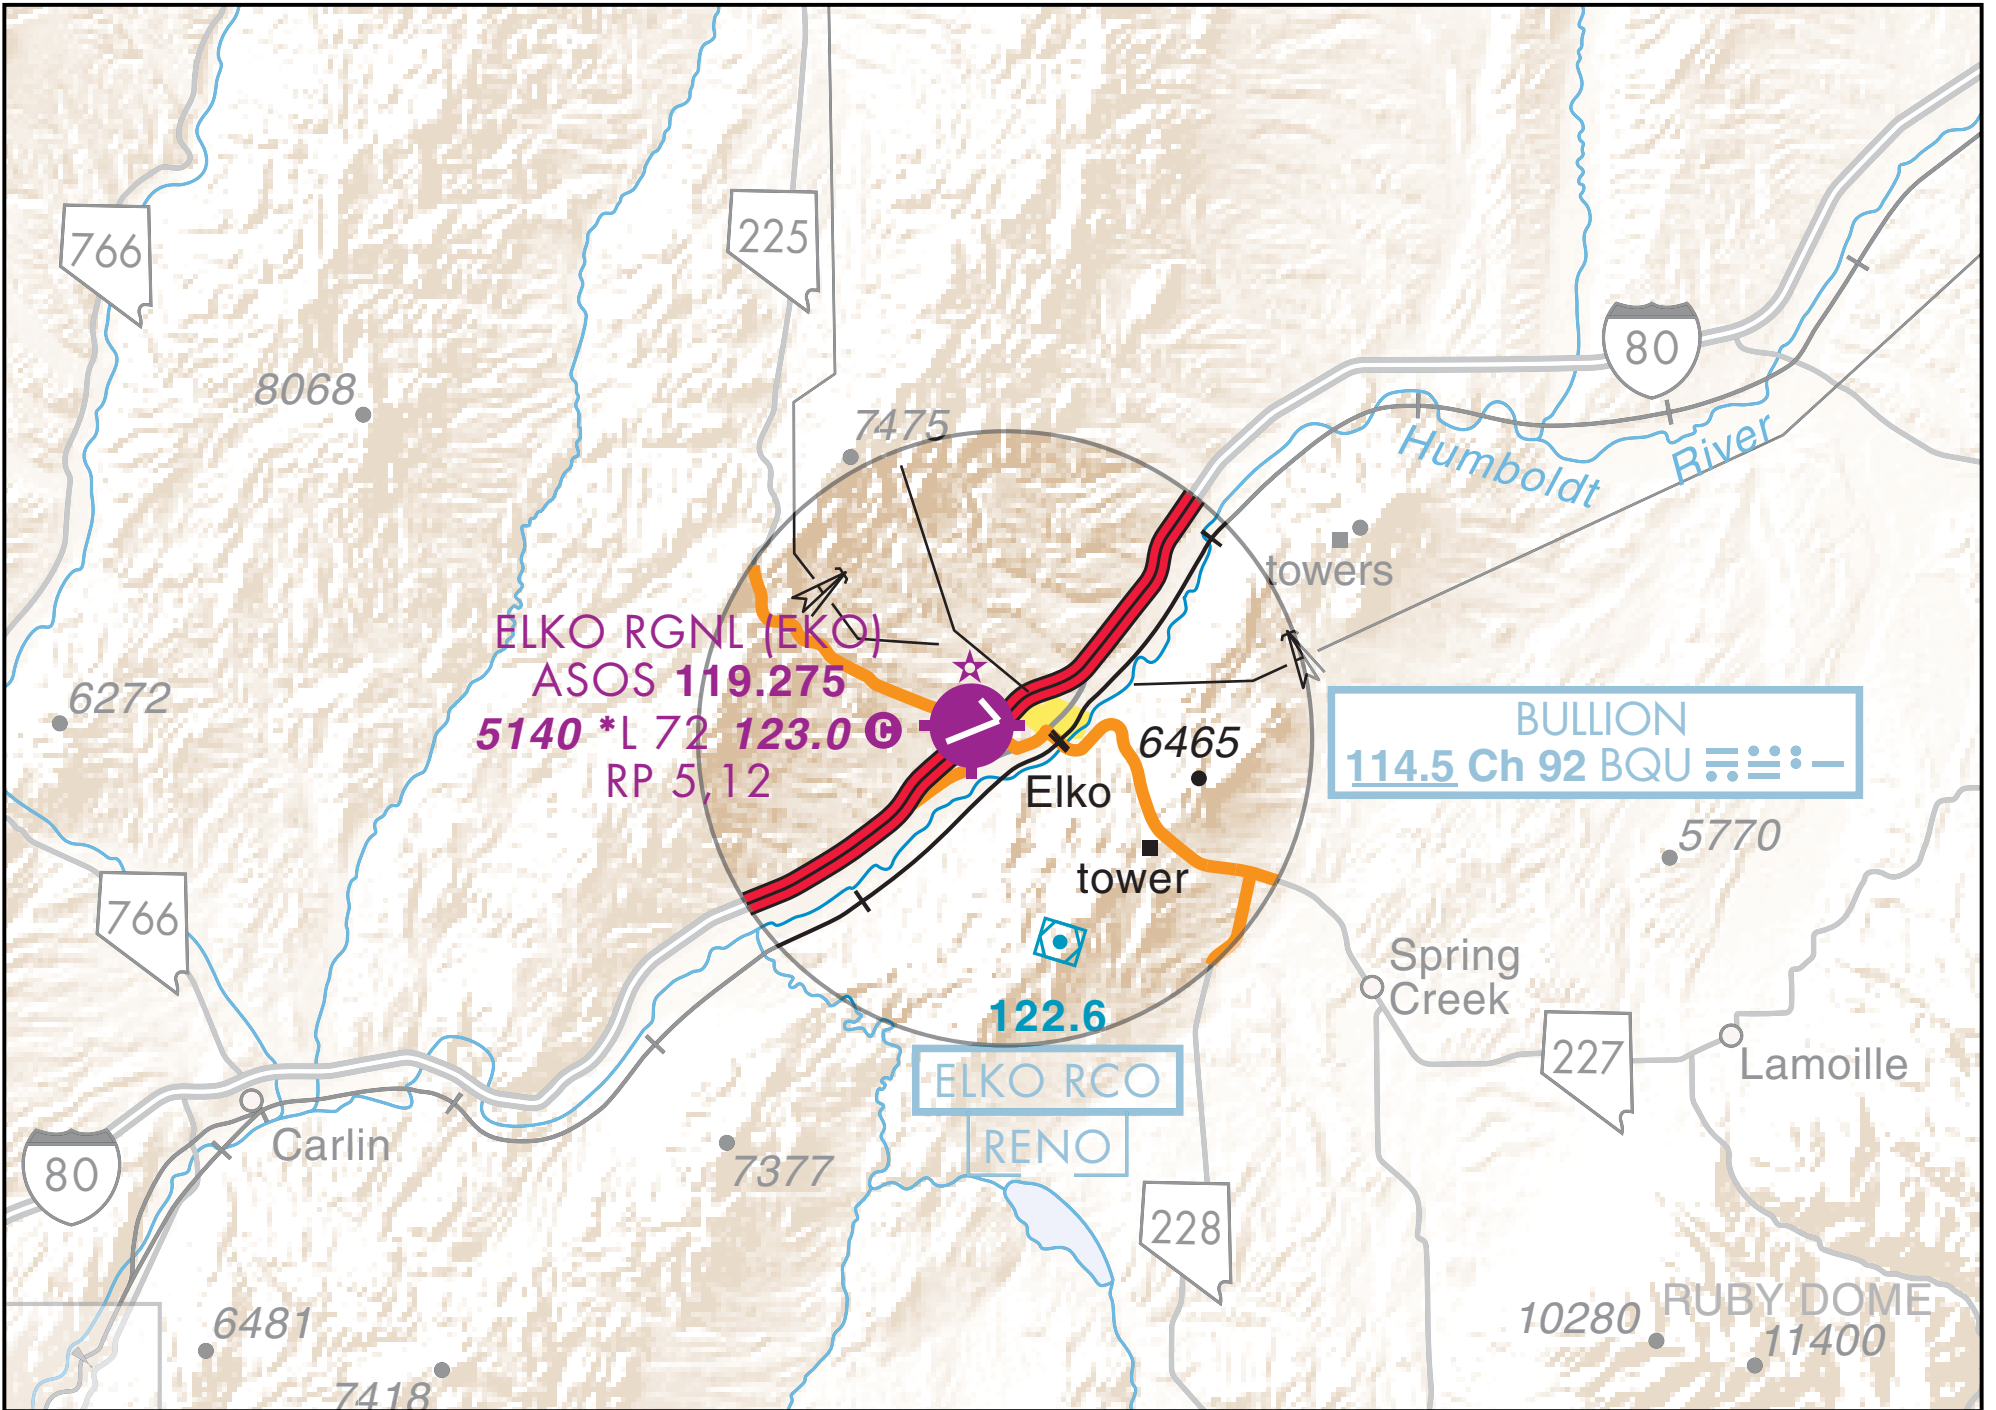 766
225
80
8068
7475
Humboldt River
towers
ELKO RGNL (EKO)
ASOS 119.275
5140 *L 72 123.0 C
RP 5,12
6272
6465
BULLION
114.5 Ch 92 BQU
Elko
5770
tower
766
Spring
Creek
122.6
ELKO RCO
RENO
227
Lamoille
Carlin
80
7377
228
6481
10280
RUBY DOME
11400
7418